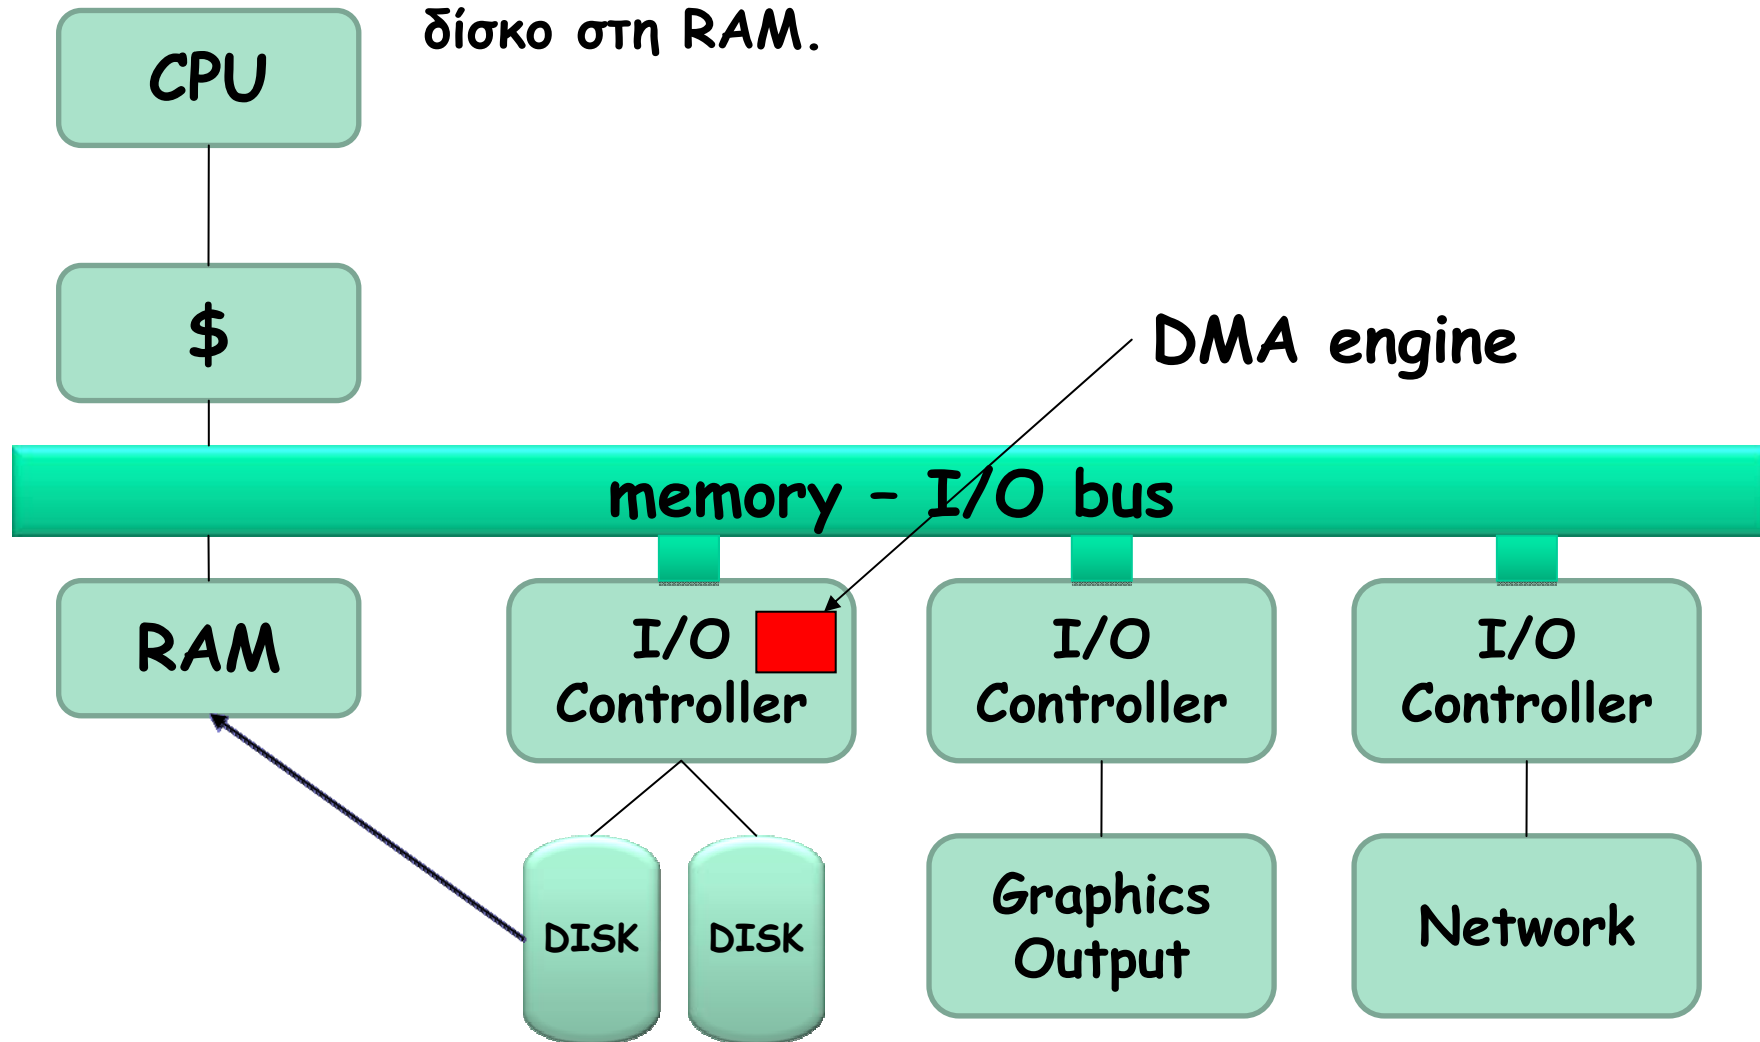 δίσκο στη RAM.
CPU
$
DMA engine
memory – I/O bus
RAM
I/O
Controller
I/O
Controller
I/O
Controller
DISK
DISK
Graphics
Output
Network